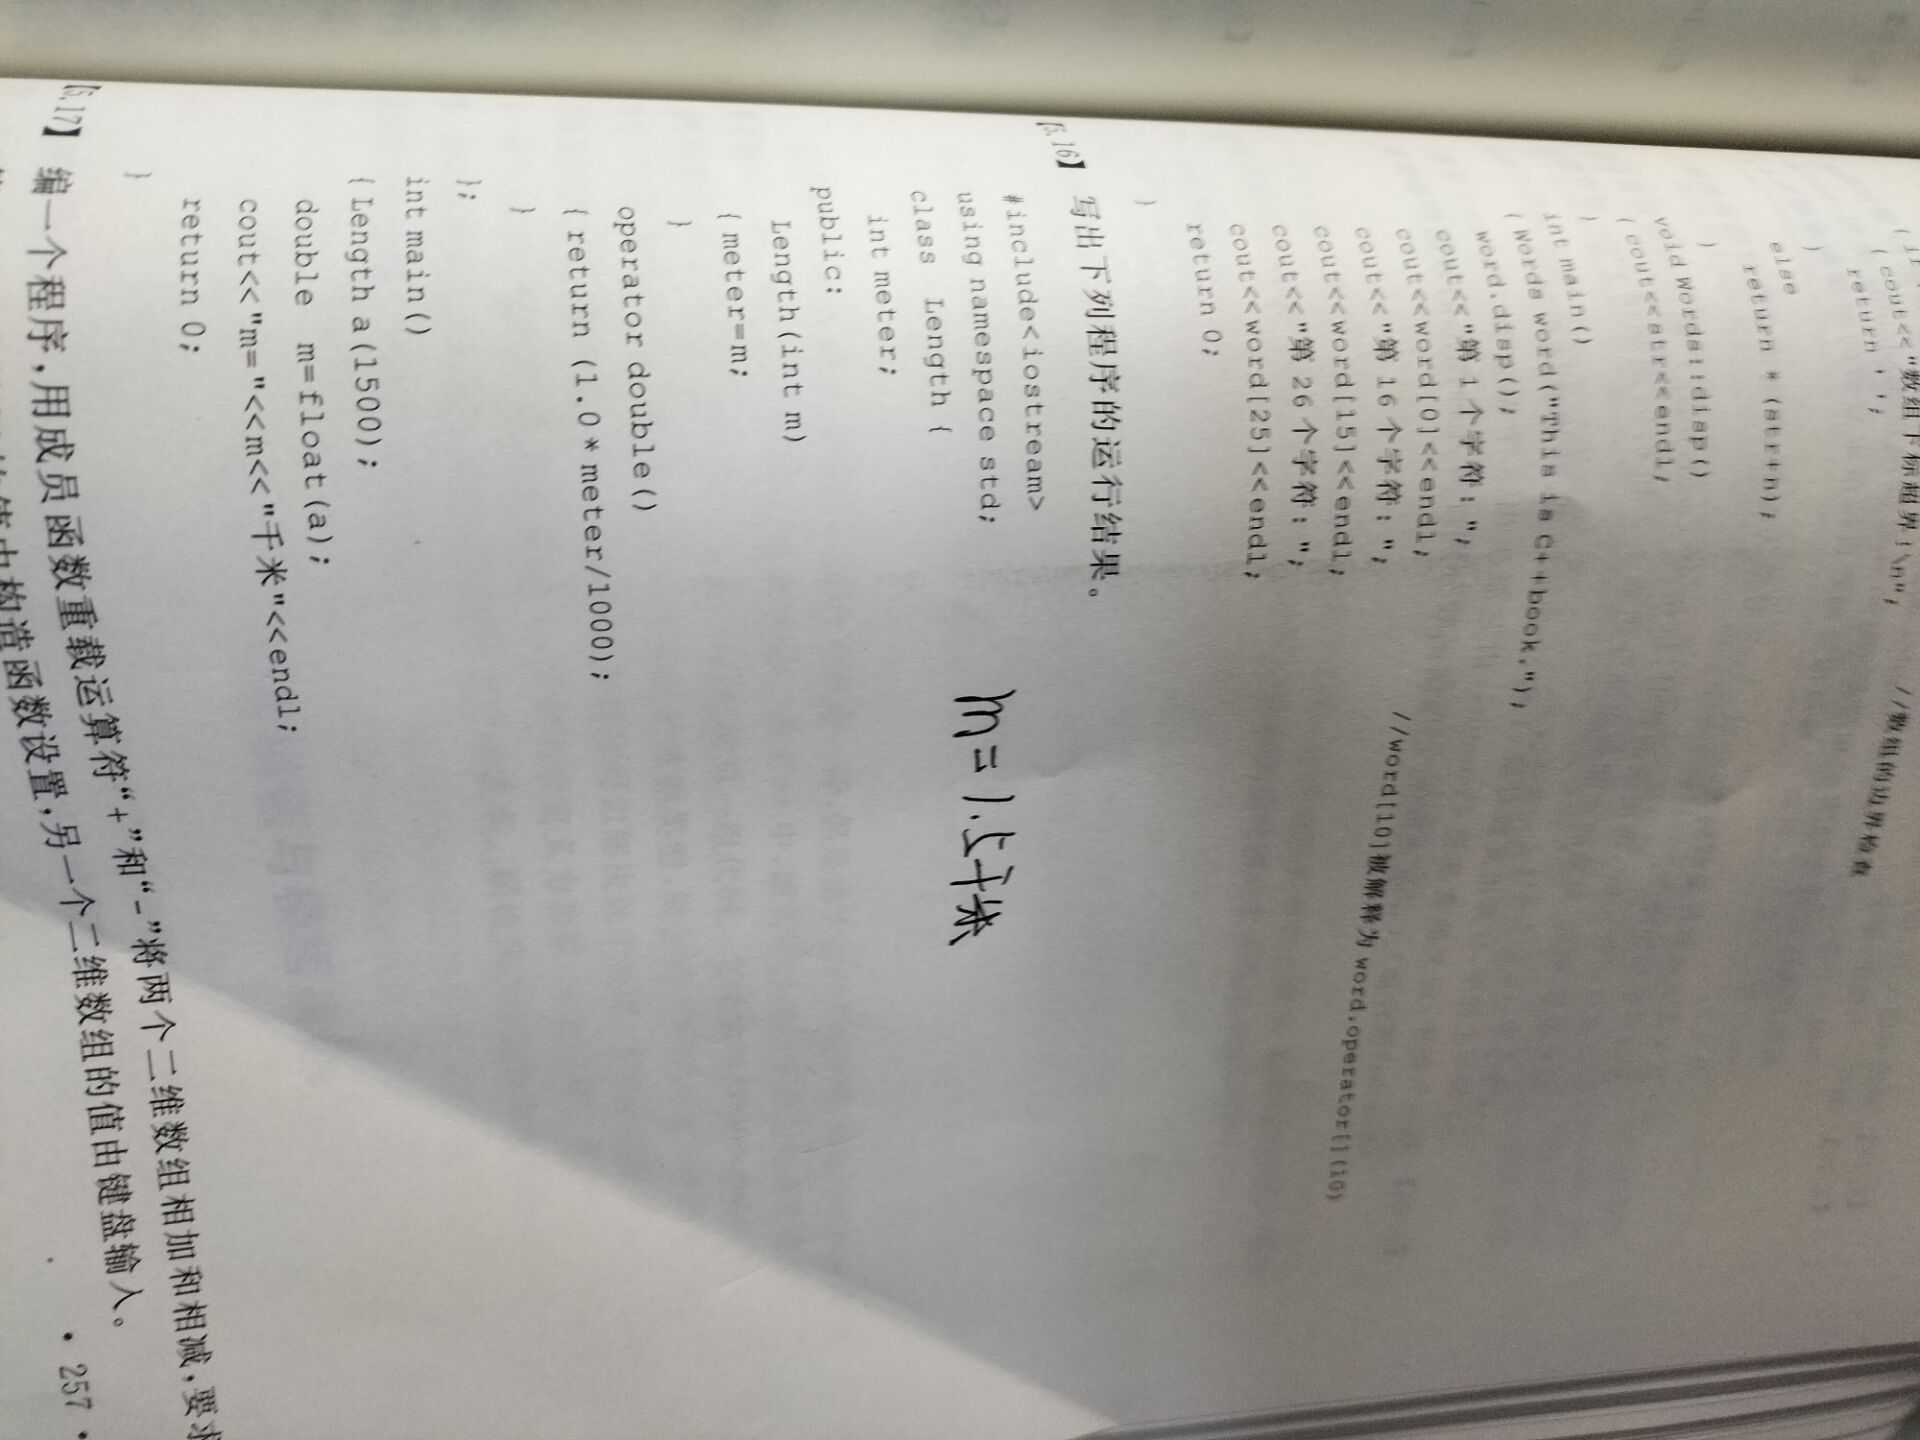 { cout<<"数组下标超界!\n";
//数组的边界检查
return ' ';
}
else
return * (str+n);
}
void Words::disp()
{ cout<<str<<endl;
}
int main()
{ Words word("This is C++book.");
word.disp();
cout<<"第 1 个字符：";
cout<<word[0]<<endl;
//word[10]被解释为 word.operator[](10)
cout<<"第 16 个字符：";
cout<<word[15]<<endl;
cout<<"第 26 个字符：";
cout<<word[25]<<endl;
return 0;
}
【5.16】 写出下列程序的运行结果。
#include<iostream>
using namespace std;
class Length {
int meter;
public:
Length(int m)
{ meter=m;
}
operator double()
{ return (1.0 * meter/1000);
}
};
int main()
{ Length a(1500);
double m=float(a);
cout<<"m="<<m<<"千米"<<endl;
return 0;
}
m=1.5千米
【5.17】 编一个程序,用成员函数重载运算符“+”和“-”将两个二维数组相加和相减,要求
构造函数设置,另一个二维数组的值由键盘输入。
• 257 •